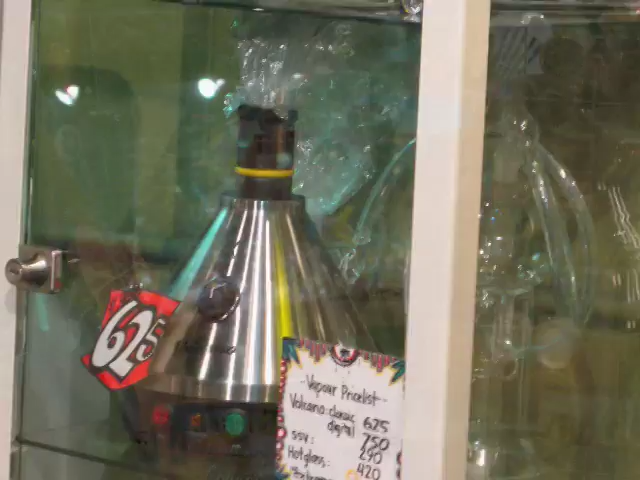 625
-Vapour Pricelist-
Volcano: classic 625
digital 750
SSV: 290
Hotglass: 420